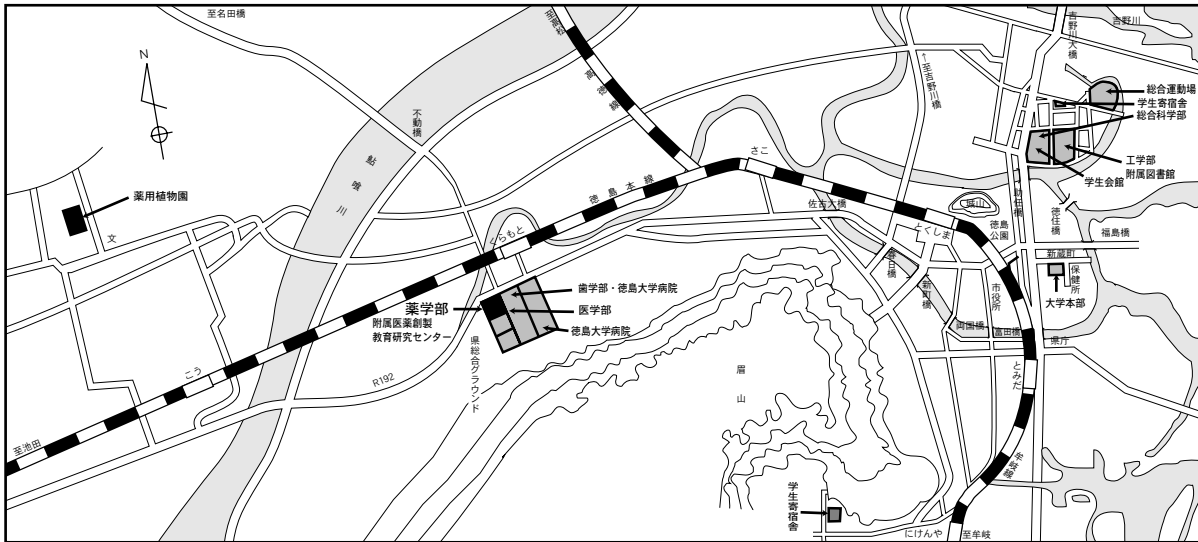 至名田橋
N
至高松
高徳線
不動橋
鮎喰川
薬用植物園
文
くらもと
徳島本線
さこ
佐古大橋
←至吉野川橋
吉野川大橋
吉野川
総合運動場
学生寄宿舎
総合科学部
工学部
附属図書館
学生会館
助任橋
徳住橋
城山
徳島
公園
とくしま
福島橋
新蔵町
保健所
大学本部
春日橋
新町橋
市役所
両国橋
富田橋
県庁
とみだ
薬学部
附属医薬創製
教育研究センター
歯学部・徳島大学病院
医学部
徳島大学病院
県総合グラウンド
R192
こう
至池田
眉山
学生寄宿舎
にけんや
至牟岐
牟岐線